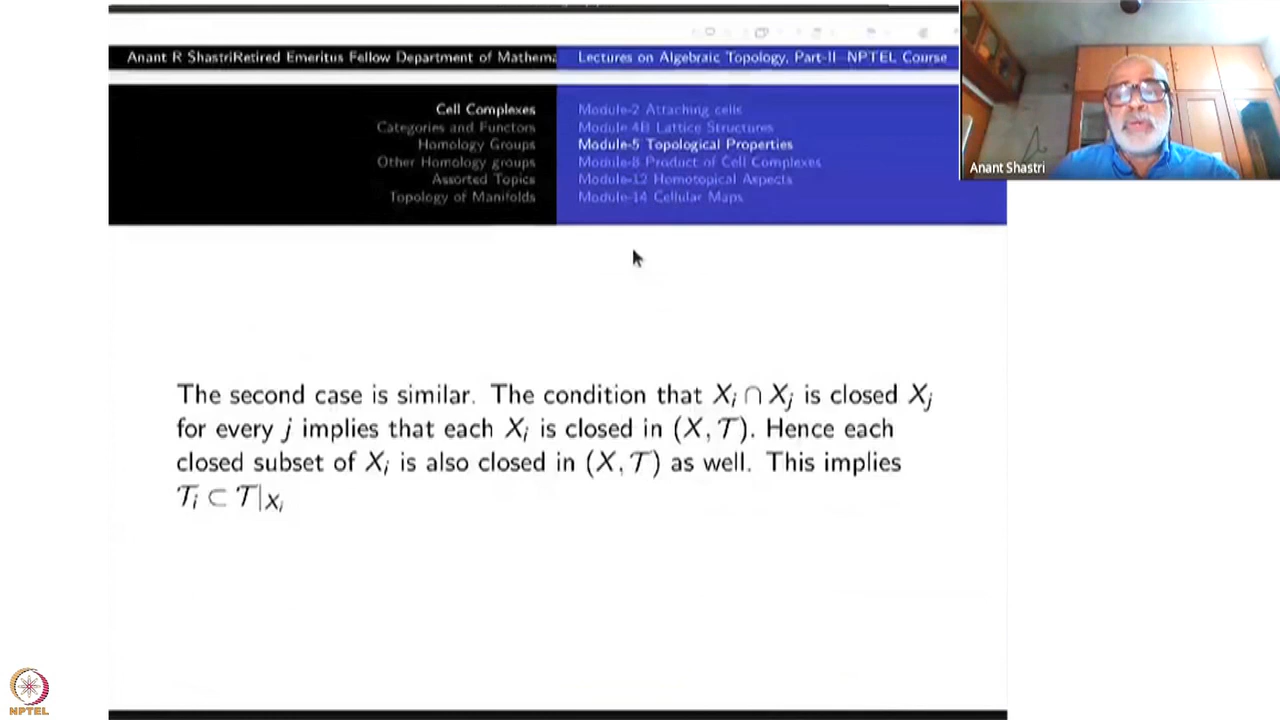 Anant R ShastriRetired Emeritus Fellow Department of Mathema
Lectures on Algebraic Topology, Part-II NPTEL Course
Cell Complexes
Categories and Functors
Homology Groups
Other Homology groups
Assorted Topics
Topology of Manifolds
Module-2 Attaching cells
Module-4B Lattice Structures
Module-5 Topological Properties
Module-8 Product of Cell Complexes
Module-12 Homotopical Aspects
Module-14 Cellular Maps
Anant Shastri
The second case is similar. The condition that X_i ∩ X_j is closed X_j
for every j implies that each X_i is closed in (X, 𝒯). Hence each
closed subset of X_i is also closed in (X, 𝒯) as well. This implies
𝒯_i ⊂ 𝒯|_{X_i}
NPTEL